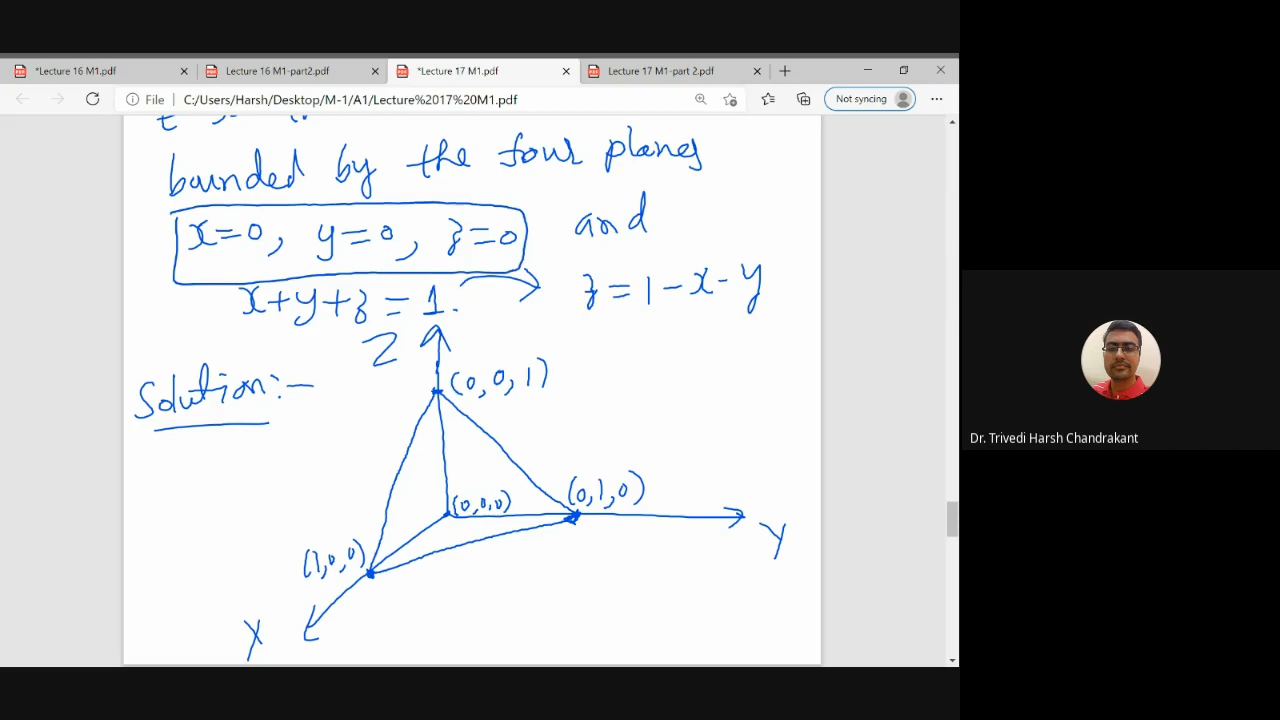 *Lecture 16 M1.pdf
Lecture 16 M1-part2.pdf
*Lecture 17 M1.pdf
Lecture 17 M1-part 2.pdf
File
C:/Users/Harsh/Desktop/M-1/A1/Lecture%2017%20M1.pdf
Not syncing
bounded by the four planes
x=0, y=0, z=0 and
x+y+z=1. z=1-x-y
Z
Solution:-
(0,0,1)
(0,0,0)
(0,1,0)
(1,0,0)
Y
X
Dr. Trivedi Harsh Chandrakant